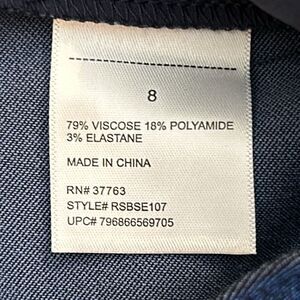 8
79% VISCOSE 18% POLYAMIDE
3% ELASTANE
MADE IN CHINA
RN# 37763
STYLE# RSBSE107
UPC# 796866569705